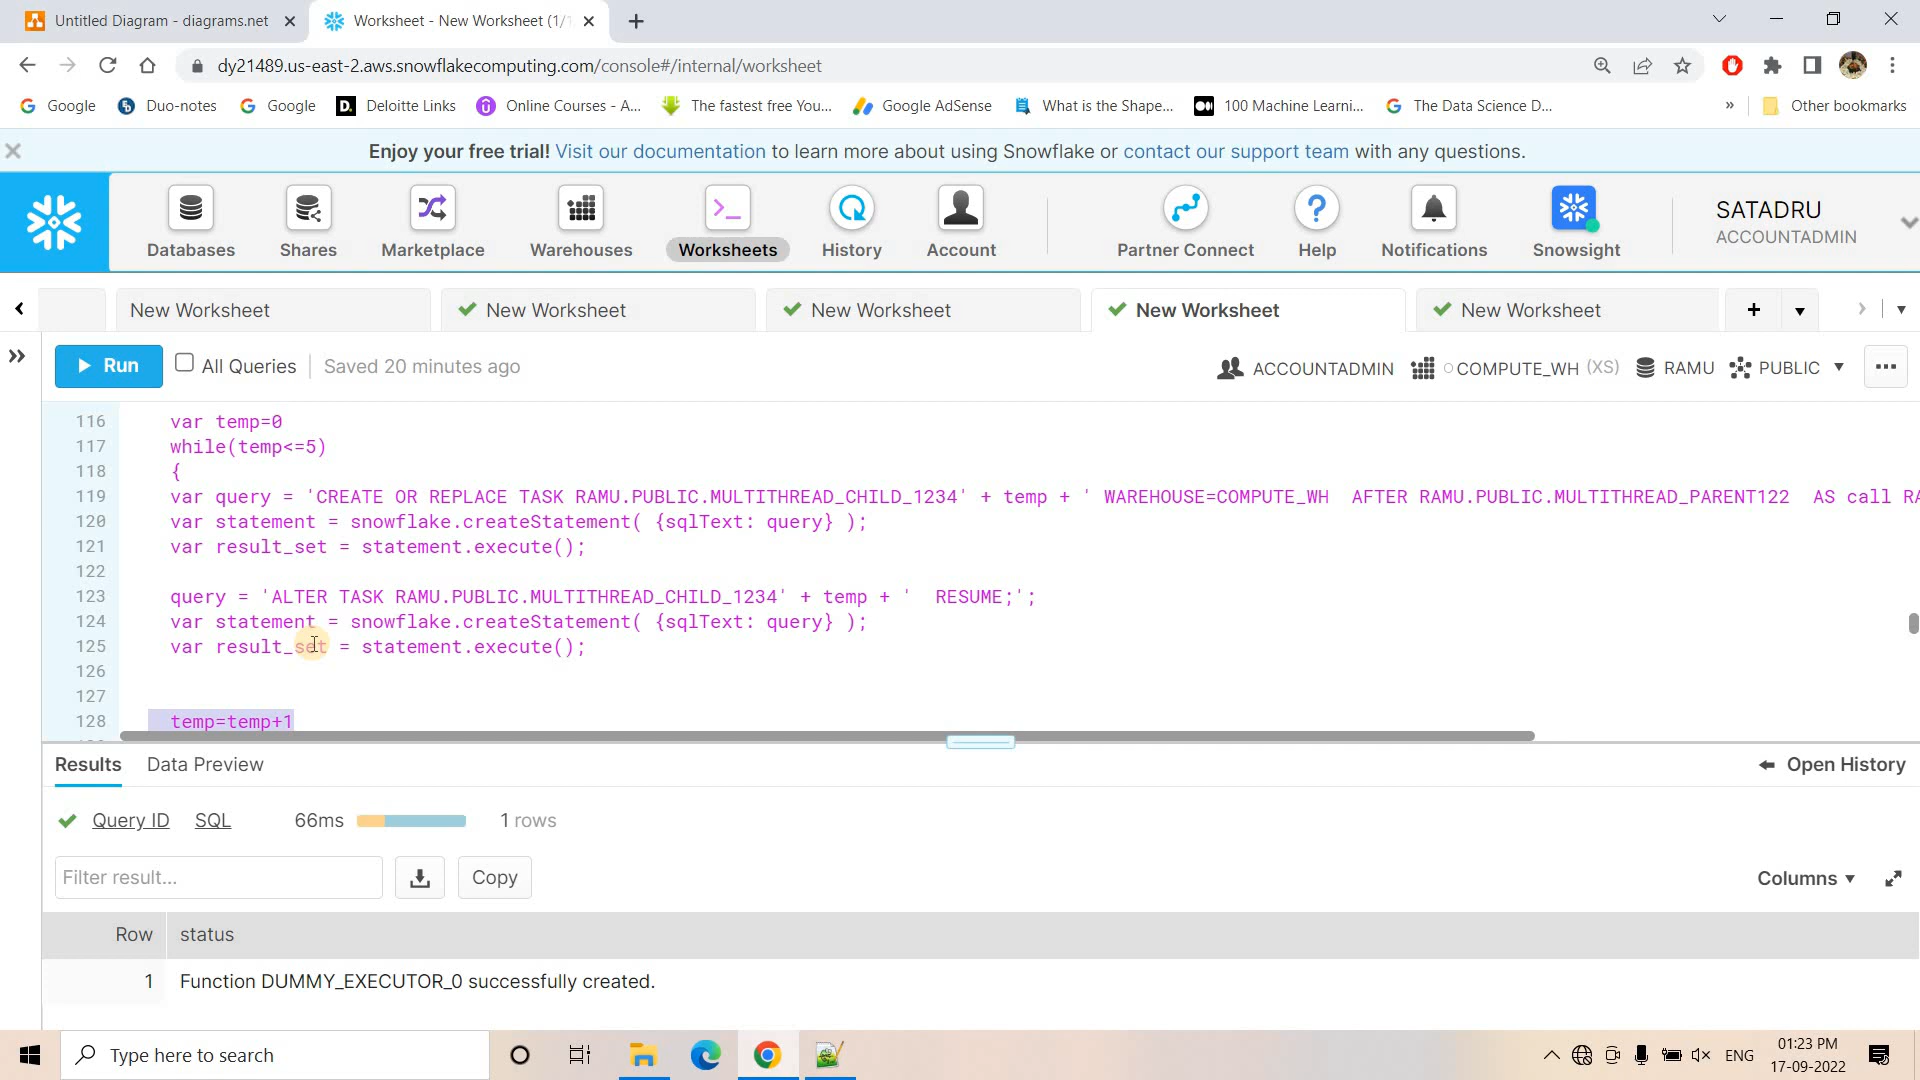 Untitled Diagram - diagrams.net
Worksheet - New Worksheet (1/
dy21489.us-east-2.aws.snowflakecomputing.com/console#/internal/worksheet
Google Duo-notes Google D. Deloitte Links Online Courses - A... The fastest free You... Google AdSense What is the Shape... 100 Machine Learni... The Data Science D... » Other bookmarks
Enjoy your free trial! Visit our documentation to learn more about using Snowflake or contact our support team with any questions.
Databases Shares Marketplace Warehouses Worksheets History Account Partner Connect Help Notifications Snowsight
SATADRU
ACCOUNTADMIN
New Worksheet New Worksheet New Worksheet New Worksheet New Worksheet
Run All Queries Saved 20 minutes ago ACCOUNTADMIN COMPUTE_WH (XS) RAMU PUBLIC
116 var temp=0
117 while(temp<=5)
118 {
119 var query = 'CREATE OR REPLACE TASK RAMU.PUBLIC.MULTITHREAD_CHILD_1234' + temp + ' WAREHOUSE=COMPUTE_WH  AFTER RAMU.PUBLIC.MULTITHREAD_PARENT122  AS call RA
120 var statement = snowflake.createStatement( {sqlText: query} );
121 var result_set = statement.execute();
122
123 query = 'ALTER TASK RAMU.PUBLIC.MULTITHREAD_CHILD_1234' + temp + '  RESUME;';
124 var statement = snowflake.createStatement( {sqlText: query} );
125 var result_set = statement.execute();
126
127
128 temp=temp+1
Results Data Preview Open History
Query ID SQL 66ms 1 rows
Filter result... Copy Columns
Row status
1 Function DUMMY_EXECUTOR_0 successfully created.
Type here to search
ENG
01:23 PM
17-09-2022